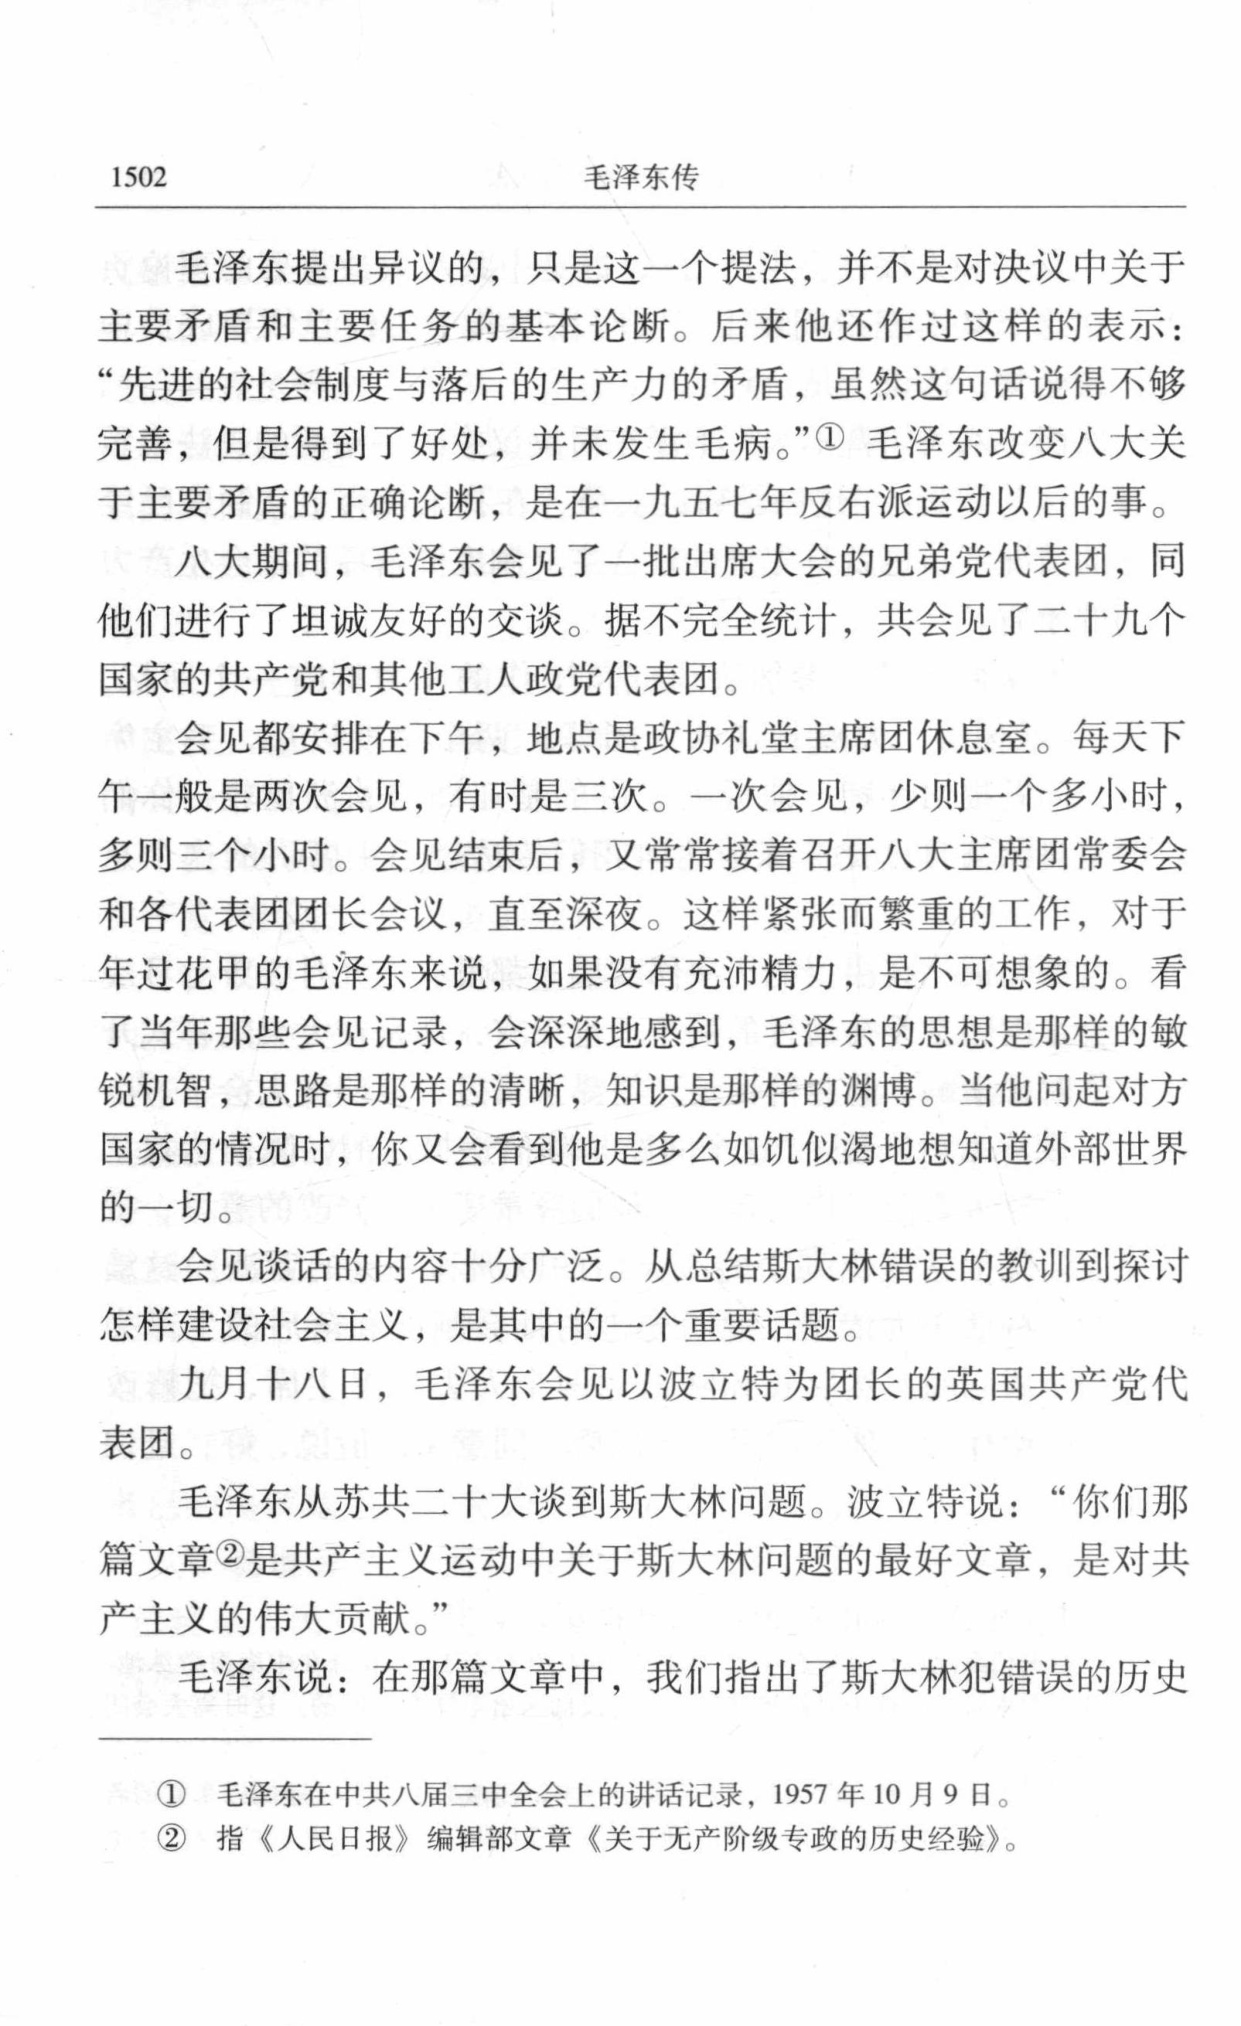 1502
毛泽东传
毛泽东提出异议的，只是这一个提法，并不是对决议中关于
主要矛盾和主要任务的基本论断。后来他还作过这样的表示：
“先进的社会制度与落后的生产力的矛盾，虽然这句话说得不够
完善，但是得到了好处，并未发生毛病。”① 毛泽东改变八大关
于主要矛盾的正确论断，是在一九五七年反右派运动以后的事。
八大期间，毛泽东会见了一批出席大会的兄弟党代表团，同
他们进行了坦诚友好的交谈。据不完全统计，共会见了二十九个
国家的共产党和其他工人政党代表团。
会见都安排在下午，地点是政协礼堂主席团休息室。每天下
午一般是两次会见，有时是三次。一次会见，少则一个多小时，
多则三个小时。会见结束后，又常常接着召开八大主席团常委会
和各代表团团长会议，直至深夜。这样紧张而繁重的工作，对于
年过花甲的毛泽东来说，如果没有充沛精力，是不可想象的。看
了当年那些会见记录，会深深地感到，毛泽东的思想是那样的敏
锐机智，思路是那样的清晰，知识是那样的渊博。当他问起对方
国家的情况时，你又会看到他是多么如饥似渴地想知道外部世界
的一切。
会见谈话的内容十分广泛。从总结斯大林错误的教训到探讨
怎样建设社会主义，是其中的一个重要话题。
九月十八日，毛泽东会见以波立特为团长的英国共产党代
表团。
毛泽东从苏共二十大谈到斯大林问题。波立特说：“你们那
篇文章②是共产主义运动中关于斯大林问题的最好文章，是对共
产主义的伟大贡献。”
毛泽东说：在那篇文章中，我们指出了斯大林犯错误的历史
① 毛泽东在中共八届三中全会上的讲话记录，1957 年 10 月 9 日。
② 指《人民日报》编辑部文章《关于无产阶级专政的历史经验》。